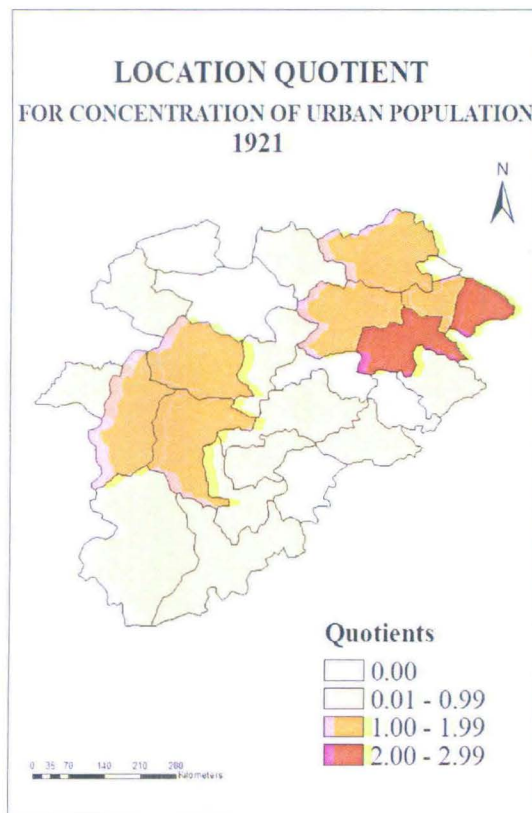 LOCATION QUOTIENT
FOR CONCENTRATION OF URBAN POPULATION
1921
N
Quotients
0.00
0.01 - 0.99
1.00 - 1.99
2.00 - 2.99
0 35 70 140 210 280
Kilometers